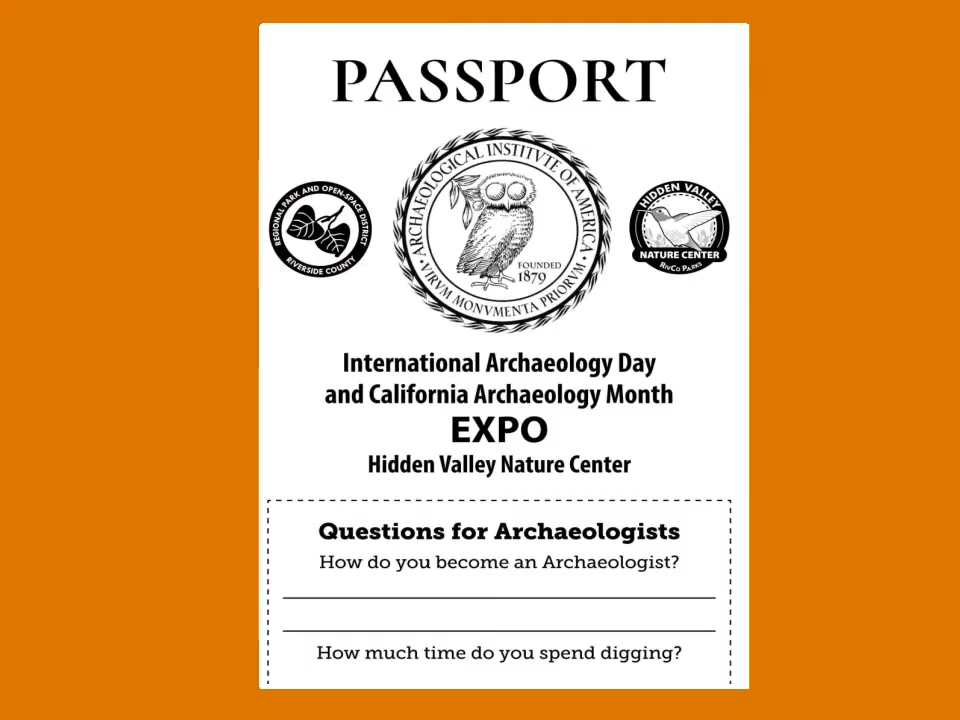 PASSPORT
REGIONAL PARK AND OPEN-SPACE DISTRICT
RIVERSIDE COUNTY
ARCHAEOLOGICAL INSTITVTE OF AMERICA
VIRVM MONVMENTA PRIORVM
FOUNDED
1879
HIDDEN VALLEY
NATURE CENTER
RIVCO PARKS
International Archaeology Day
and California Archaeology Month
EXPO
Hidden Valley Nature Center
Questions for Archaeologists
How do you become an Archaeologist?
How much time do you spend digging?